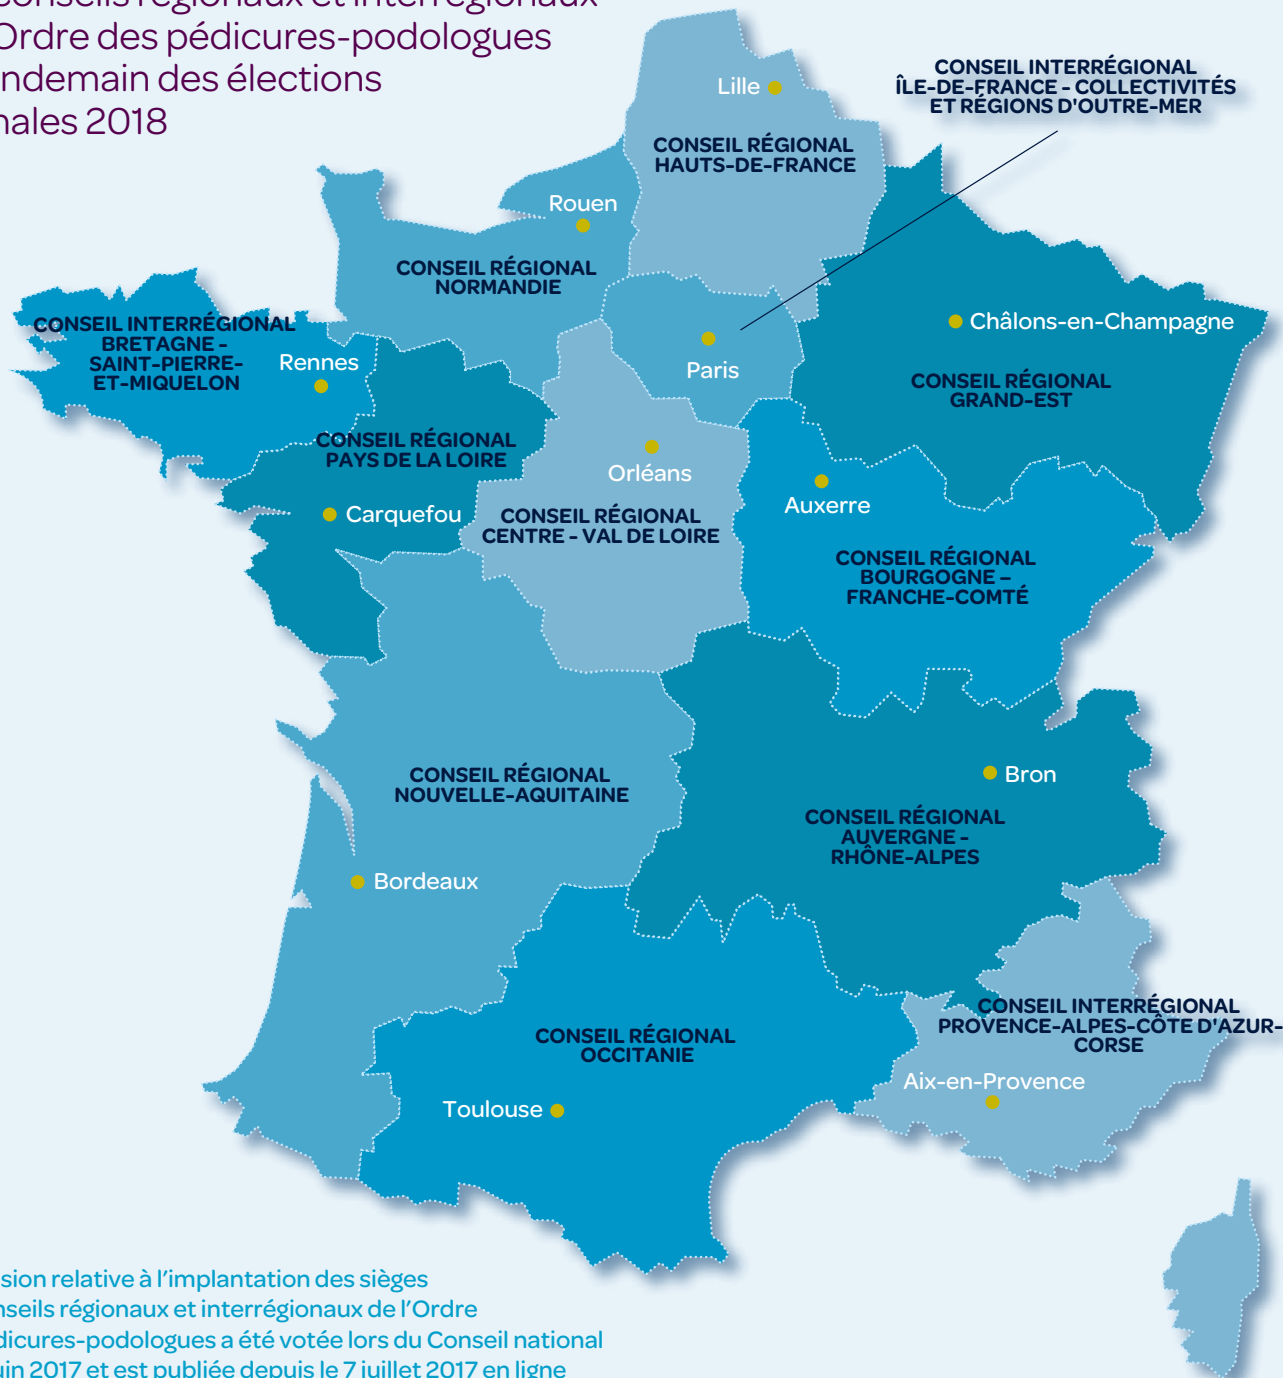 conseils régionaux et interrégionaux
Ordre des pédicures-podologues
ndemain des élections
nales 2018
Lille
CONSEIL INTERRÉGIONAL
ÎLE-DE-FRANCE - COLLECTIVITÉS
ET RÉGIONS D'OUTRE-MER
CONSEIL RÉGIONAL
HAUTS-DE-FRANCE
Rouen
CONSEIL RÉGIONAL
NORMANDIE
CONSEIL INTERRÉGIONAL
BRETAGNE -
SAINT-PIERRE-
ET-MIQUELON
Rennes
Châlons-en-Champagne
Paris
CONSEIL RÉGIONAL
GRAND-EST
CONSEIL RÉGIONAL
PAYS DE LA LOIRE
Carquefou
Orléans
CONSEIL RÉGIONAL
CENTRE - VAL DE LOIRE
Auxerre
CONSEIL RÉGIONAL
BOURGOGNE –
FRANCHE-COMTÉ
CONSEIL RÉGIONAL
NOUVELLE-AQUITAINE
Bordeaux
Bron
CONSEIL RÉGIONAL
AUVERGNE -
RHÔNE-ALPES
CONSEIL RÉGIONAL
OCCITANIE
Toulouse
CONSEIL INTERRÉGIONAL
PROVENCE-ALPES-CÔTE D'AZUR-
CORSE
Aix-en-Provence
sion relative à l'implantation des sièges
nseils régionaux et interrégionaux de l'Ordre
dicures-podologues a été votée lors du Conseil national
uin 2017 et est publiée depuis le 7 juillet 2017 en ligne